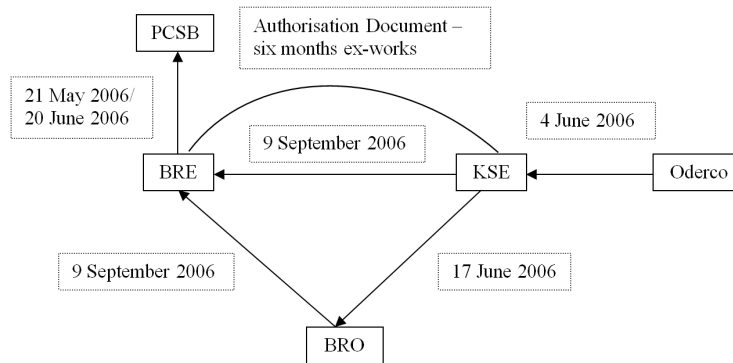 PCSB
Authorisation Document –
six months ex-works
21 May 2006/
20 June 2006
9 September 2006
4 June 2006
BRE
KSE
Oderco
9 September 2006
17 June 2006
BRO